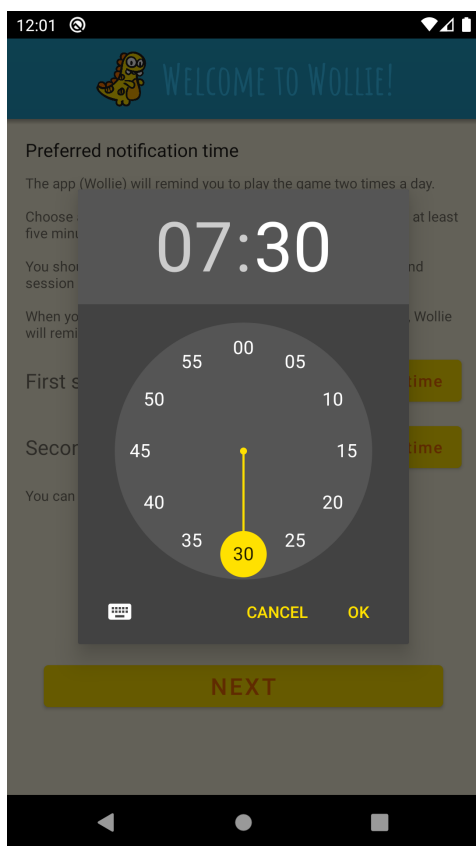 12:01
Welcome to Wollie!
Preferred notification time
The app (Wollie) will remind you to play the game two times a day.
Choose at least
five minu
You shou nd
session
When yo , Wollie
will remi
First s time
Secon time
You can
07:30
00
05
10
15
20
25
30
35
40
45
50
55
CANCEL OK
NEXT